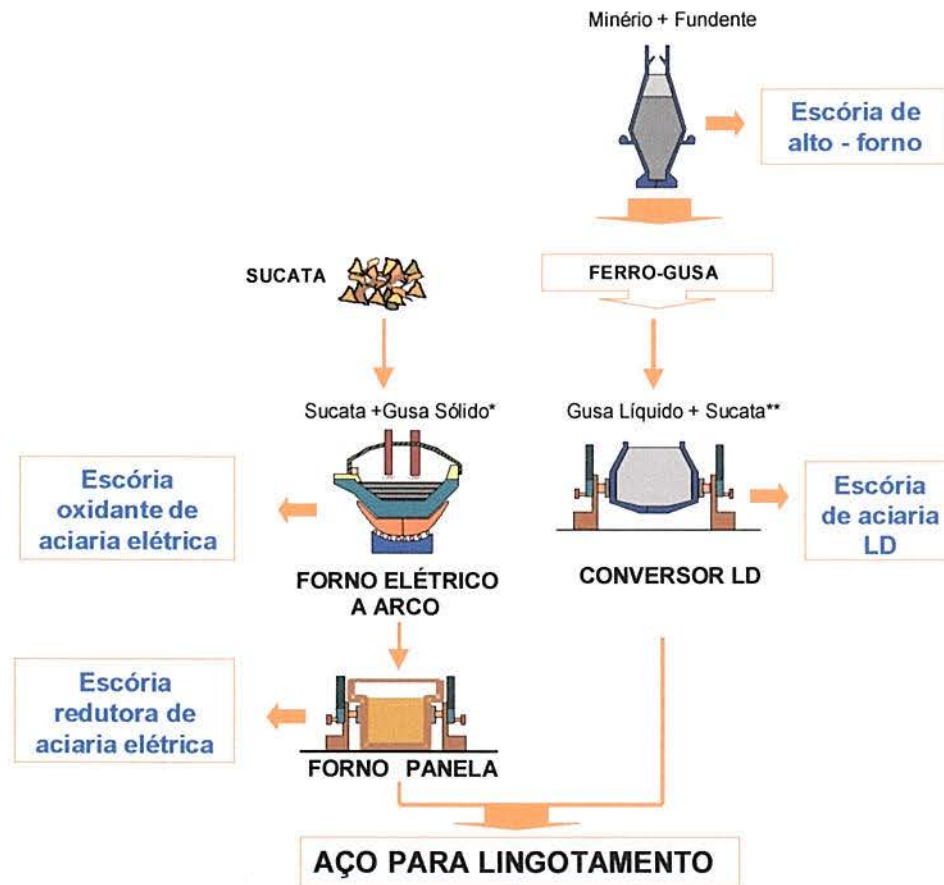 Minério + Fundente
Escória de
alto - forno
SUCATA
FERRO-GUSA
Sucata +Gusa Sólido*
Gusa Líquido + Sucata**
Escória
oxidante de
aciaria elétrica
Escória
de aciaria
LD
FORNO ELÉTRICO
A ARCO
CONVERSOR LD
Escória
redutora de
aciaria elétrica
FORNO PANELA
AÇO PARA LINGOTAMENTO